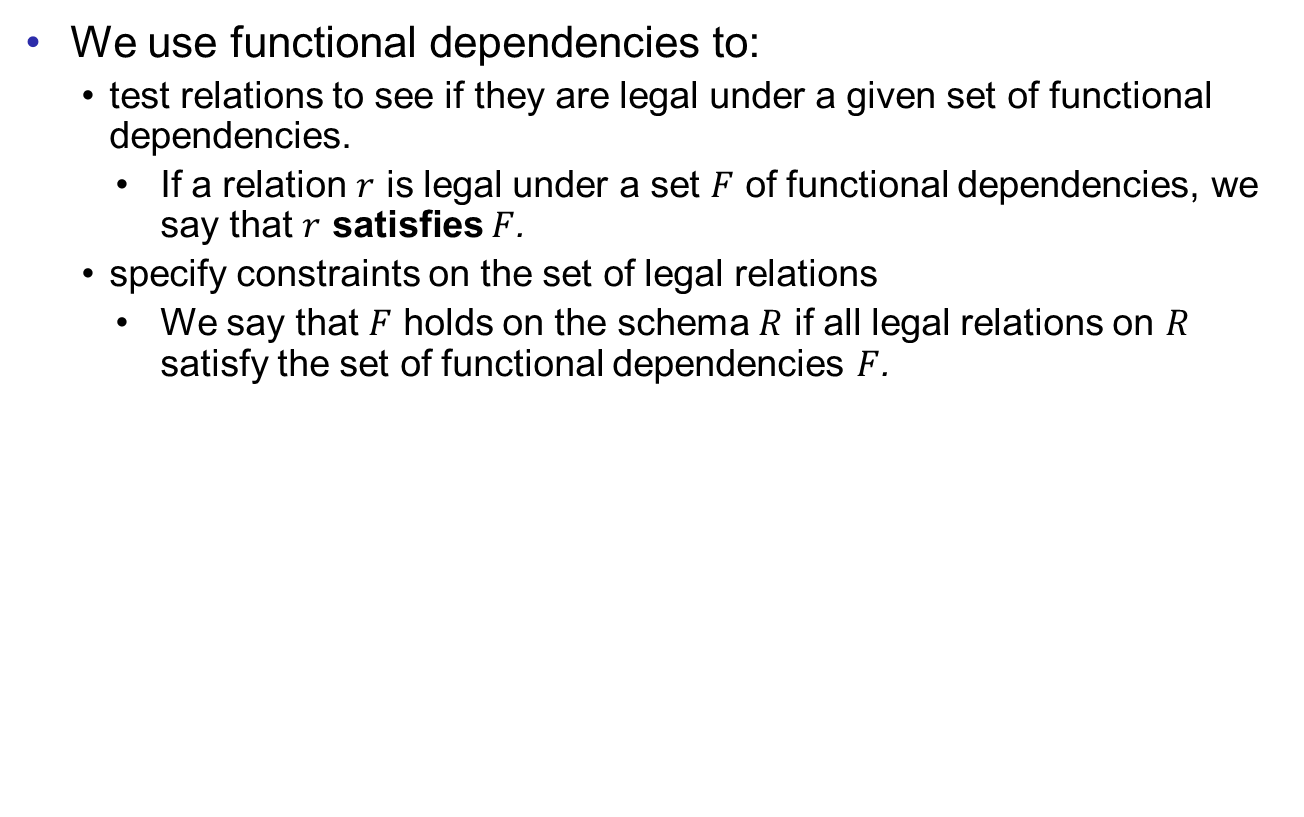 • We use functional dependencies to:
• test relations to see if they are legal under a given set of functional
dependencies.
• If a relation r is legal under a set F of functional dependencies, we
say that r satisfies F.
• specify constraints on the set of legal relations
• We say that F holds on the schema R if all legal relations on R
satisfy the set of functional dependencies F.